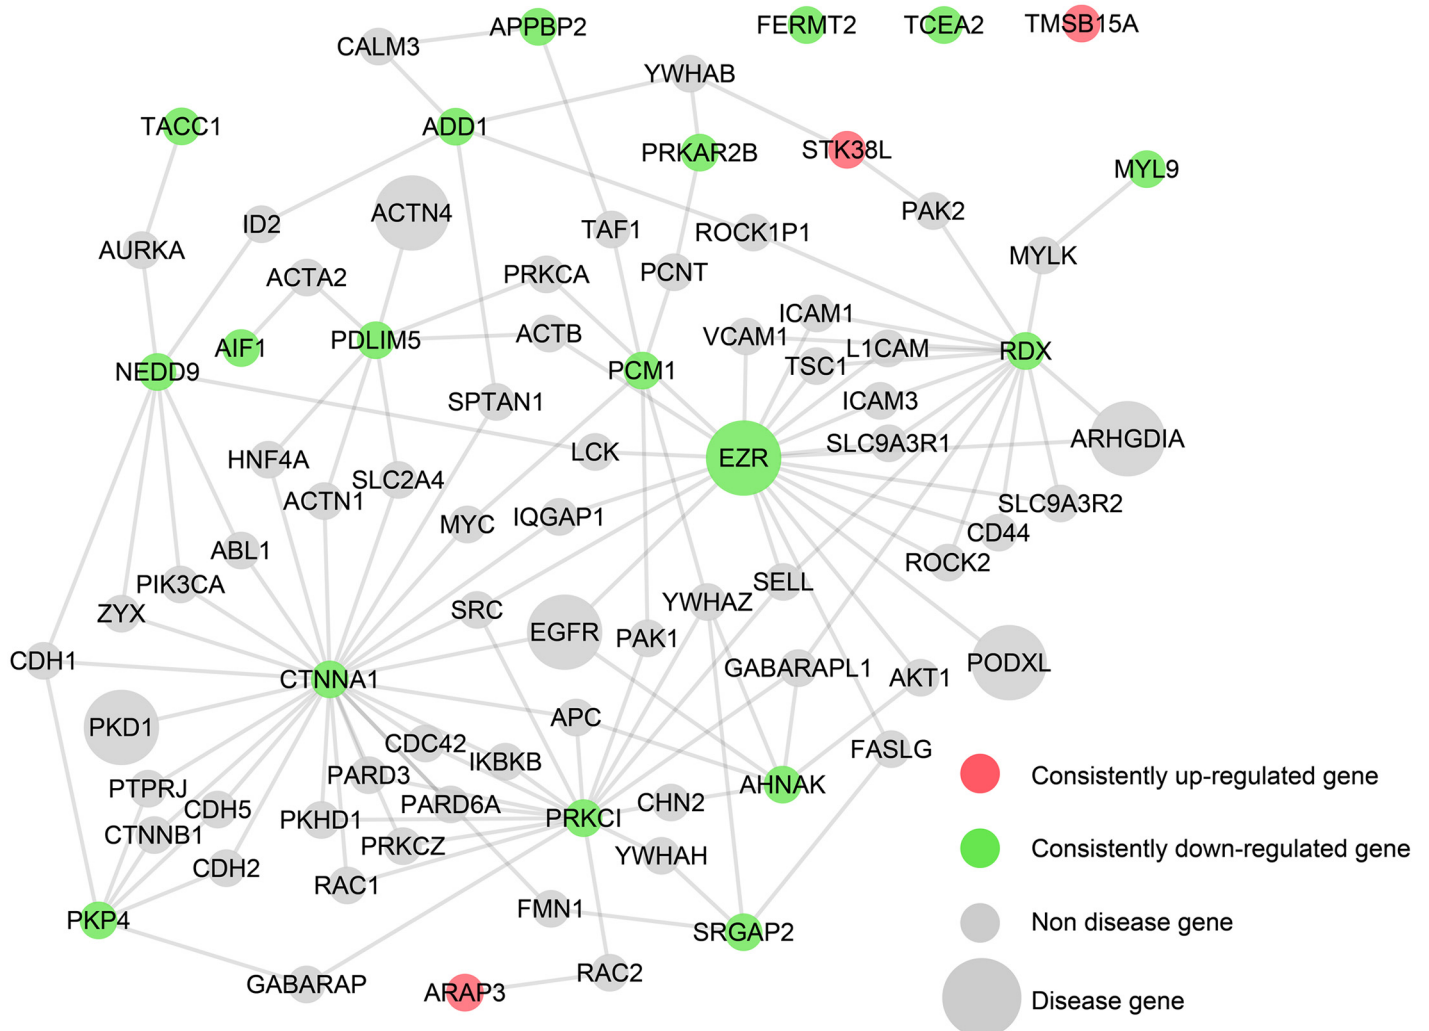 APPBP2
FERMT2
TCEA2
TMSB15A
CALM3
YWHAB
TACC1
ADD1
PRKAR2B
STK38L
MYL9
ACTN4
PAK2
ID2
TAF1
ROCK1P1
AURKA
MYLK
ACTA2
PRKCA
PCNT
ICAM1
VCAM1
ACTB
AIF1
PDLIM5
L1CAM
RDX
TSC1
NEDD9
PCM1
SPTAN1
ICAM3
ARHGDIA
SLC9A3R1
LCK
EZR
HNF4A
SLC2A4
ACTN1
SLC9A3R2
MYC
IQGAP1
CD44
ABL1
ROCK2
PIK3CA
SELL
YWHAZ
ZYX
SRC
EGFR
PAK1
CDH1
PODXL
GABARAPL1
AKT1
CTNNA1
PKD1
APC
CDC42
IKBKB
FASLG
PARD3
Consistently up-regulated gene
PTPRJ
AHNAK
PARD6A
CHN2
CDH5
PKHD1
PRKCI
CTNNB1
PRKCZ
Consistently down-regulated gene
YWHAH
CDH2
RAC1
FMN1
PKP4
Non disease gene
SRGAP2
RAC2
GABARAP
ARAP3
Disease gene